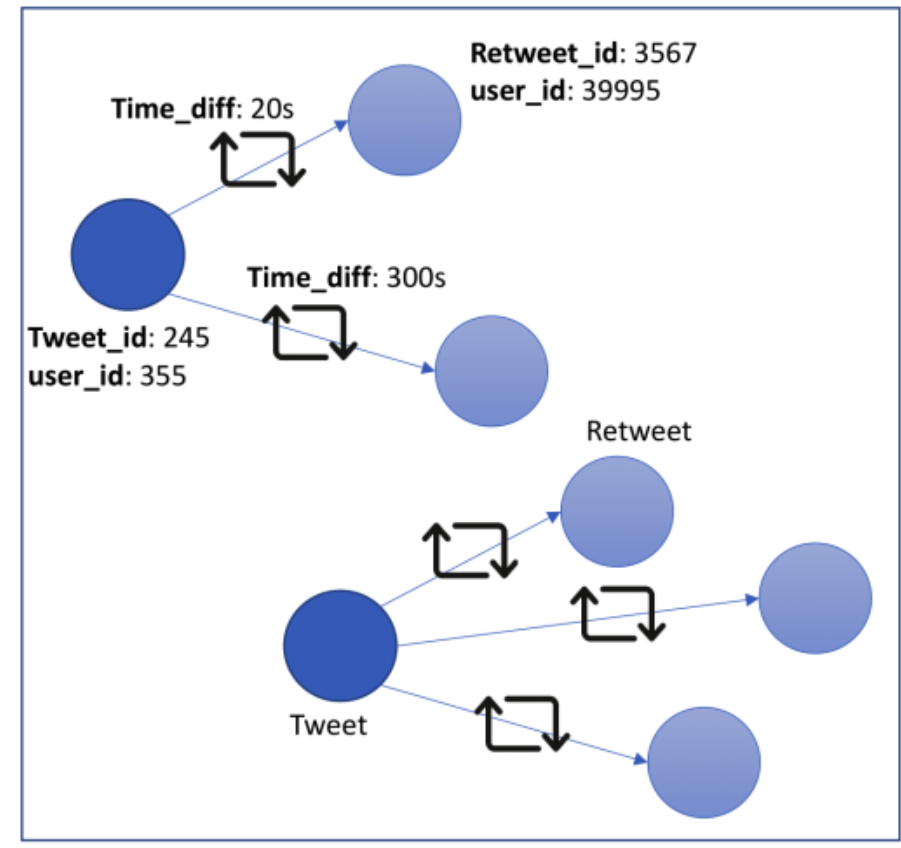 Retweet_id: 3567
user_id: 39995
Time_diff: 20s
Time_diff: 300s
Tweet_id: 245
user_id: 355
Retweet
Tweet